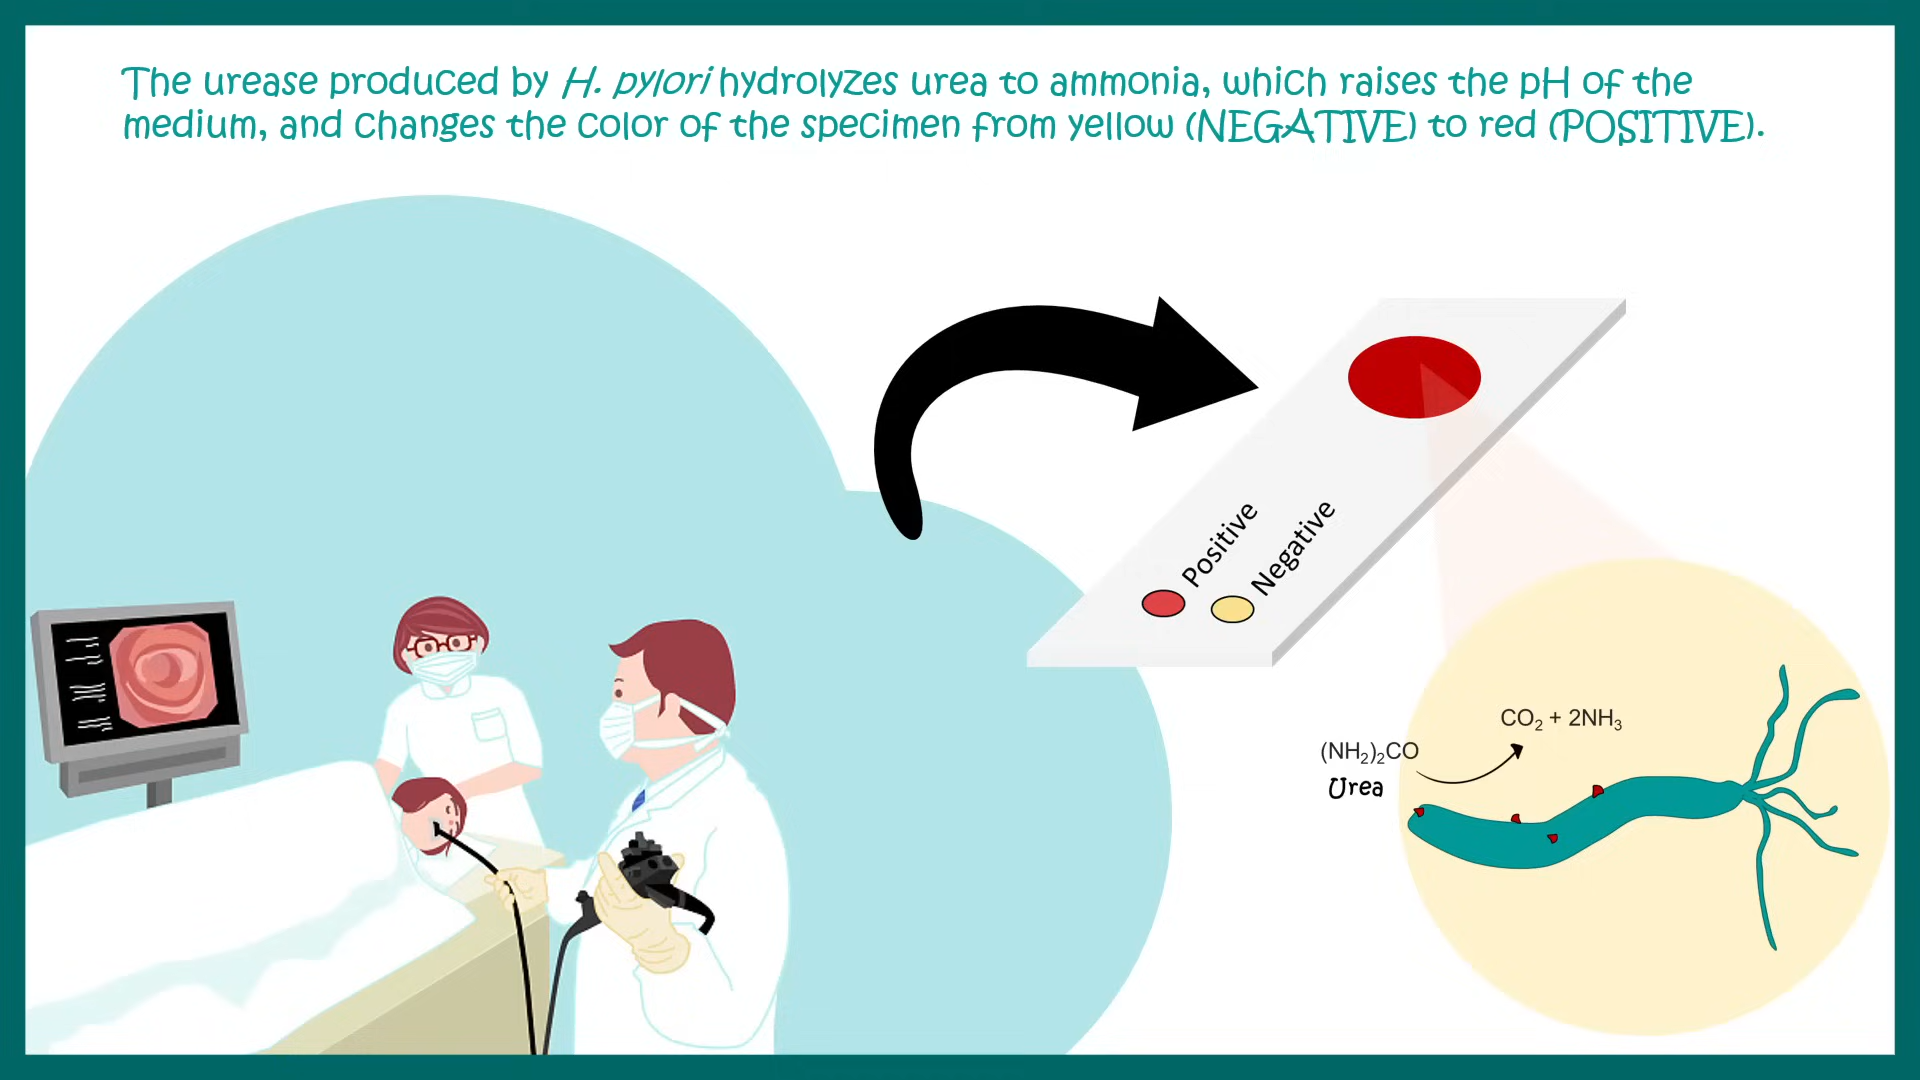 The urease produced by H. pylori hydrolyzes urea to ammonia, which raises the pH of the
medium, and changes the color of the specimen from yellow (NEGATIVE) to red (POSITIVE).
Positive
Negative
CO₂ + 2NH₃
(NH₂)₂CO
Urea